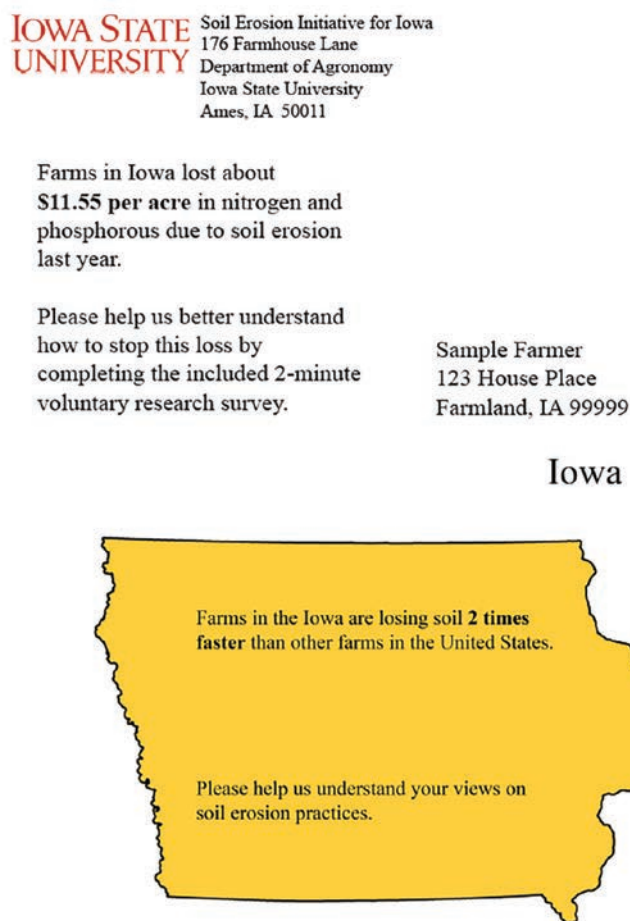 IOWA STATE
UNIVERSITY
Soil Erosion Initiative for Iowa
176 Farmhouse Lane
Department of Agronomy
Iowa State University
Ames, IA 50011
Farms in Iowa lost about
$11.55 per acre in nitrogen and
phosphorous due to soil erosion
last year.
Please help us better understand
how to stop this loss by
completing the included 2-minute
voluntary research survey.
Sample Farmer
123 House Place
Farmland, IA 99999
Iowa
Farms in the Iowa are losing soil 2 times
faster than other farms in the United States.
Please help us understand your views on
soil erosion practices.